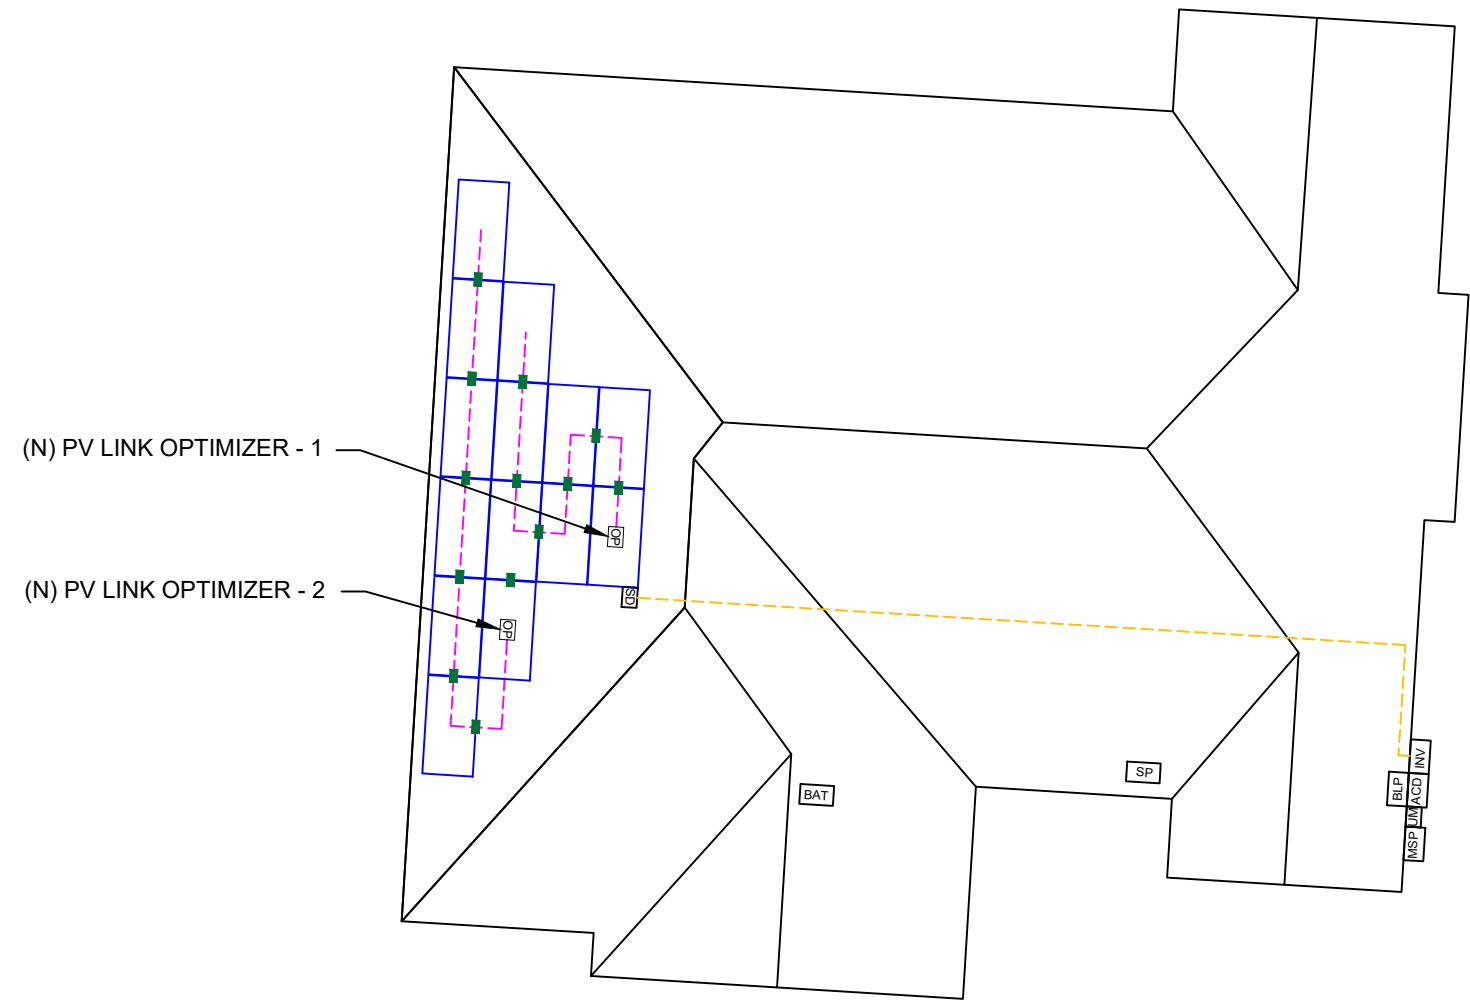 (N) PV LINK OPTIMIZER - 1
OP
(N) PV LINK OPTIMIZER - 2
SD
OP
INV
SP
BLP
ACD
BAT
UM
MSP